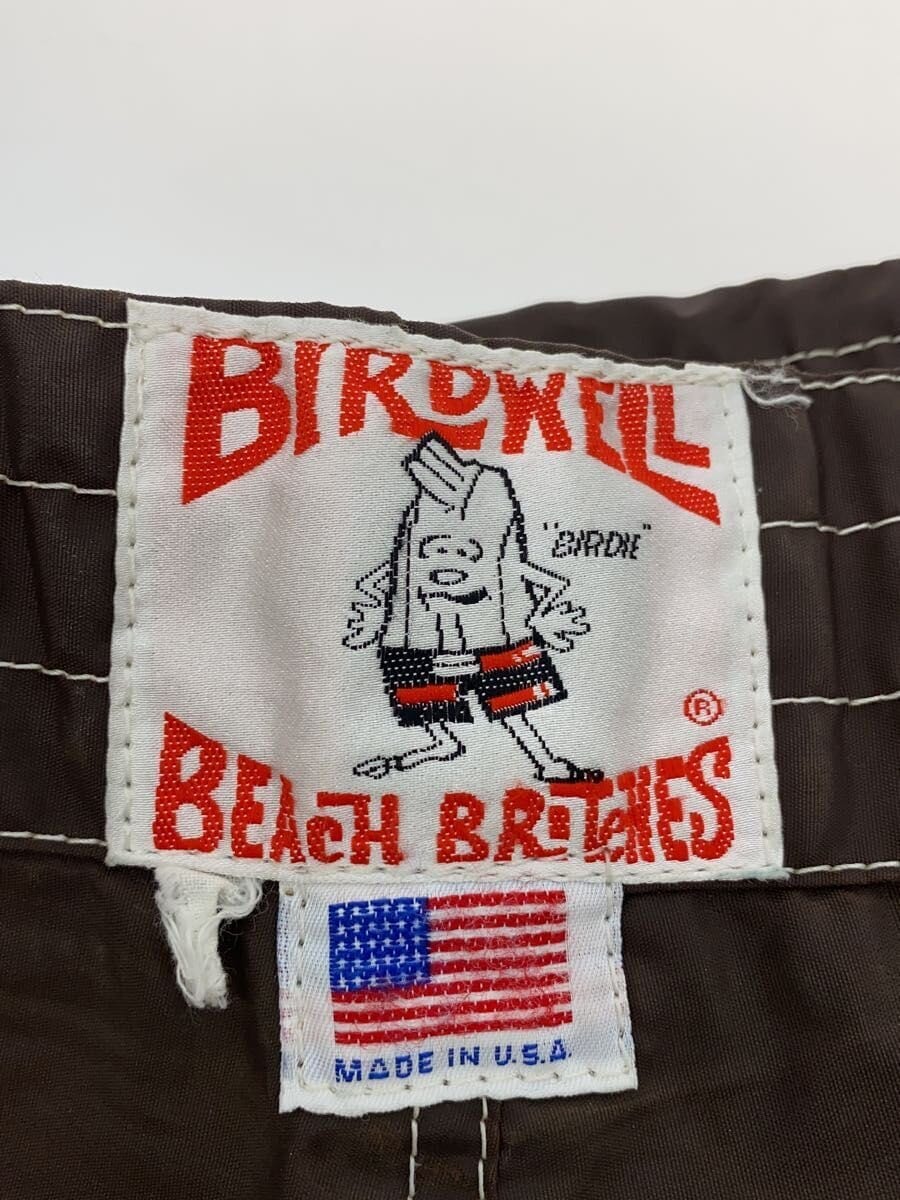 BIRDWELL
"BIRDIE"
®
BEACH BRITCHES
MADE IN U.S.A.